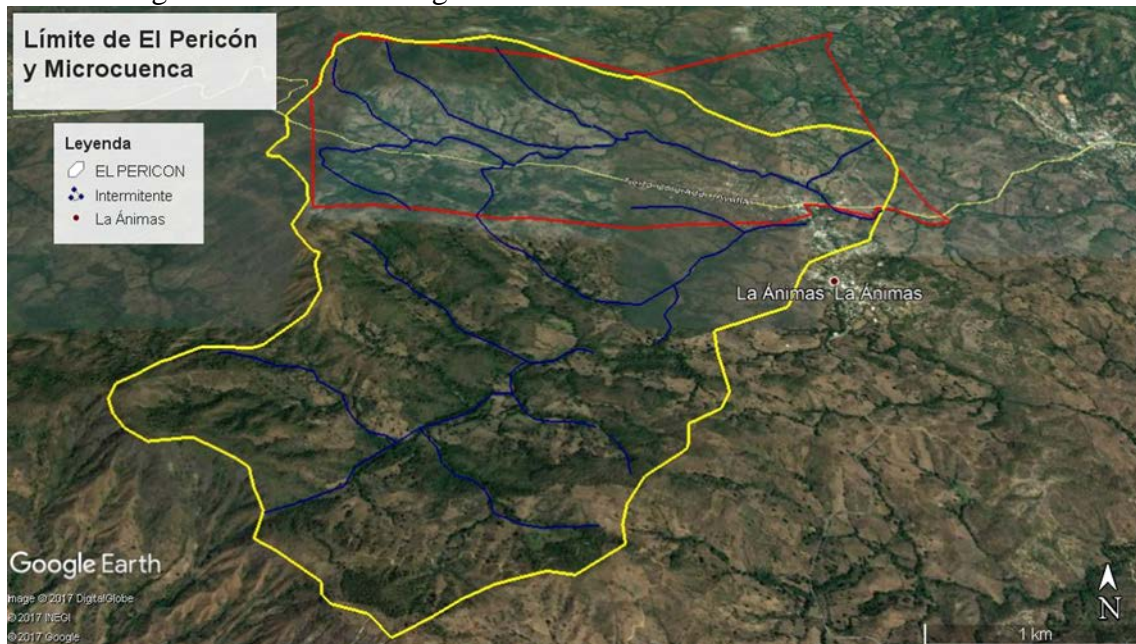 Límite de El Pericón
y Microcuenca
Leyenda
EL PERICON
Intermitente
La Ánimas
La Ánimas La Ánimas
Google Earth
Image © 2017 DigitalGlobe
© 2017 INEGI
© 2017 Google
N
1 km